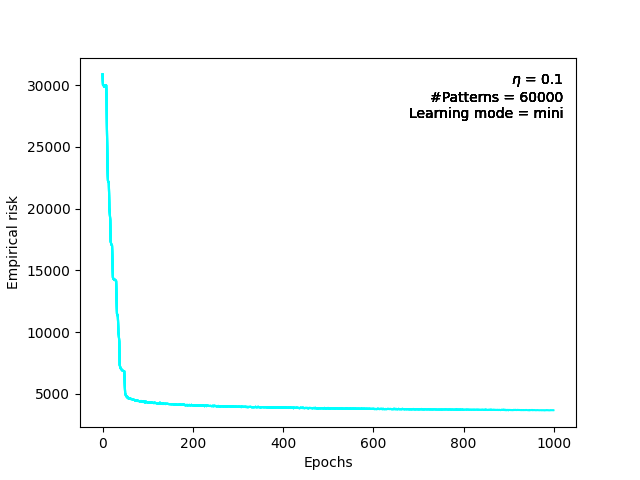 η = 0.1
#Patterns = 60000
Learning mode = mini
30000
25000
20000
15000
10000
5000
Empirical risk
0 200 400 600 800 1000
Epochs